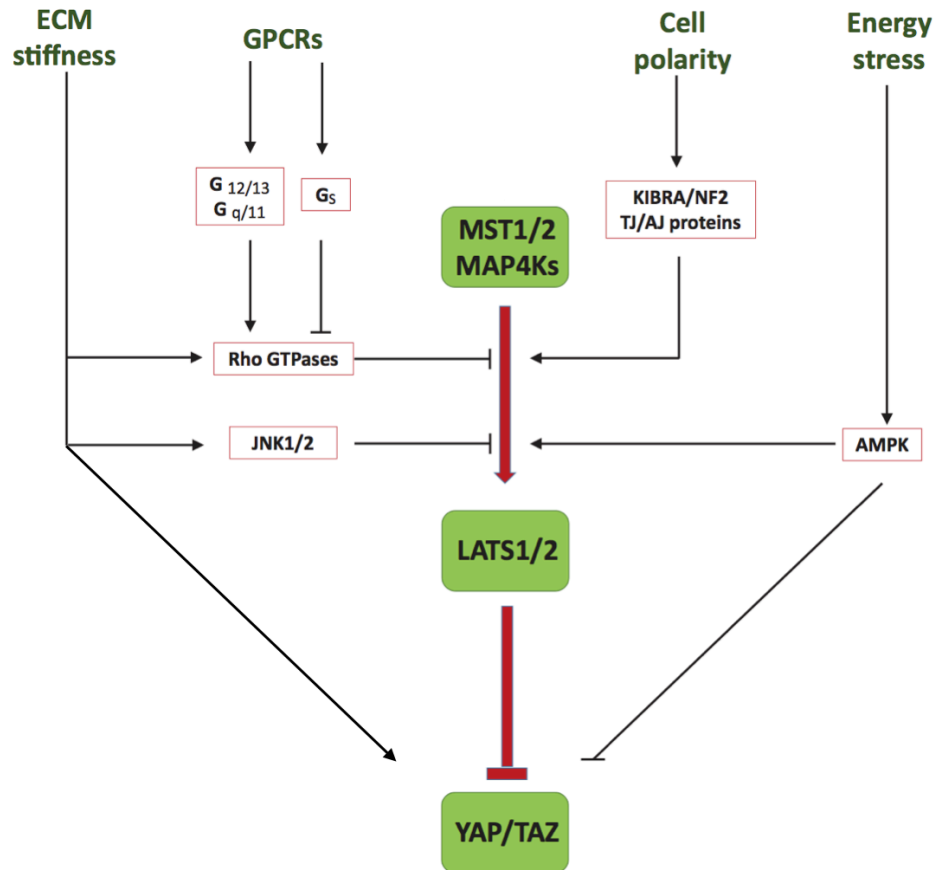 ECM
stiffness
GPCRs
Cell
polarity
Energy
stress
G 12/13
G q/11
GS
KIBRA/NF2
TJ/AJ proteins
MST1/2
MAP4Ks
Rho GTPases
JNK1/2
AMPK
LATS1/2
YAP/TAZ